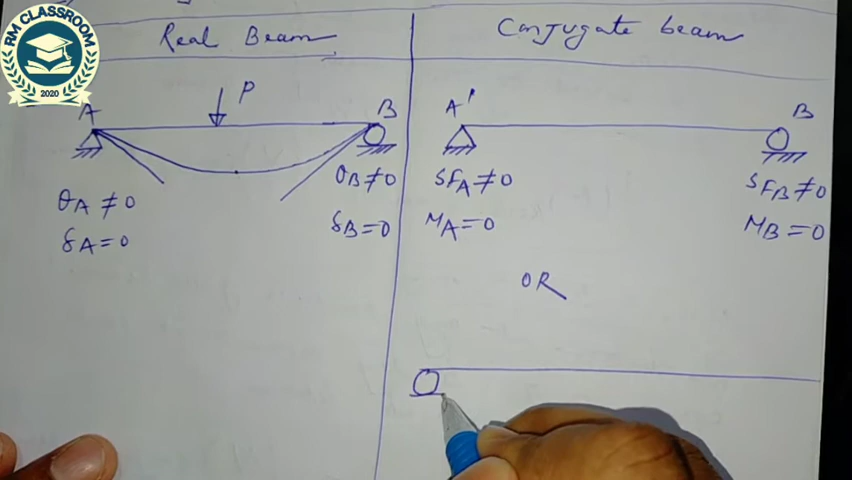 RM CLASSROOM
2020
Real Beam
Conjugate beam
P
A
B
θA ≠ 0
δA = 0
θB ≠ 0
δB = 0
A'
B
SFA ≠ 0
MA = 0
SFB ≠ 0
MB = 0
OR